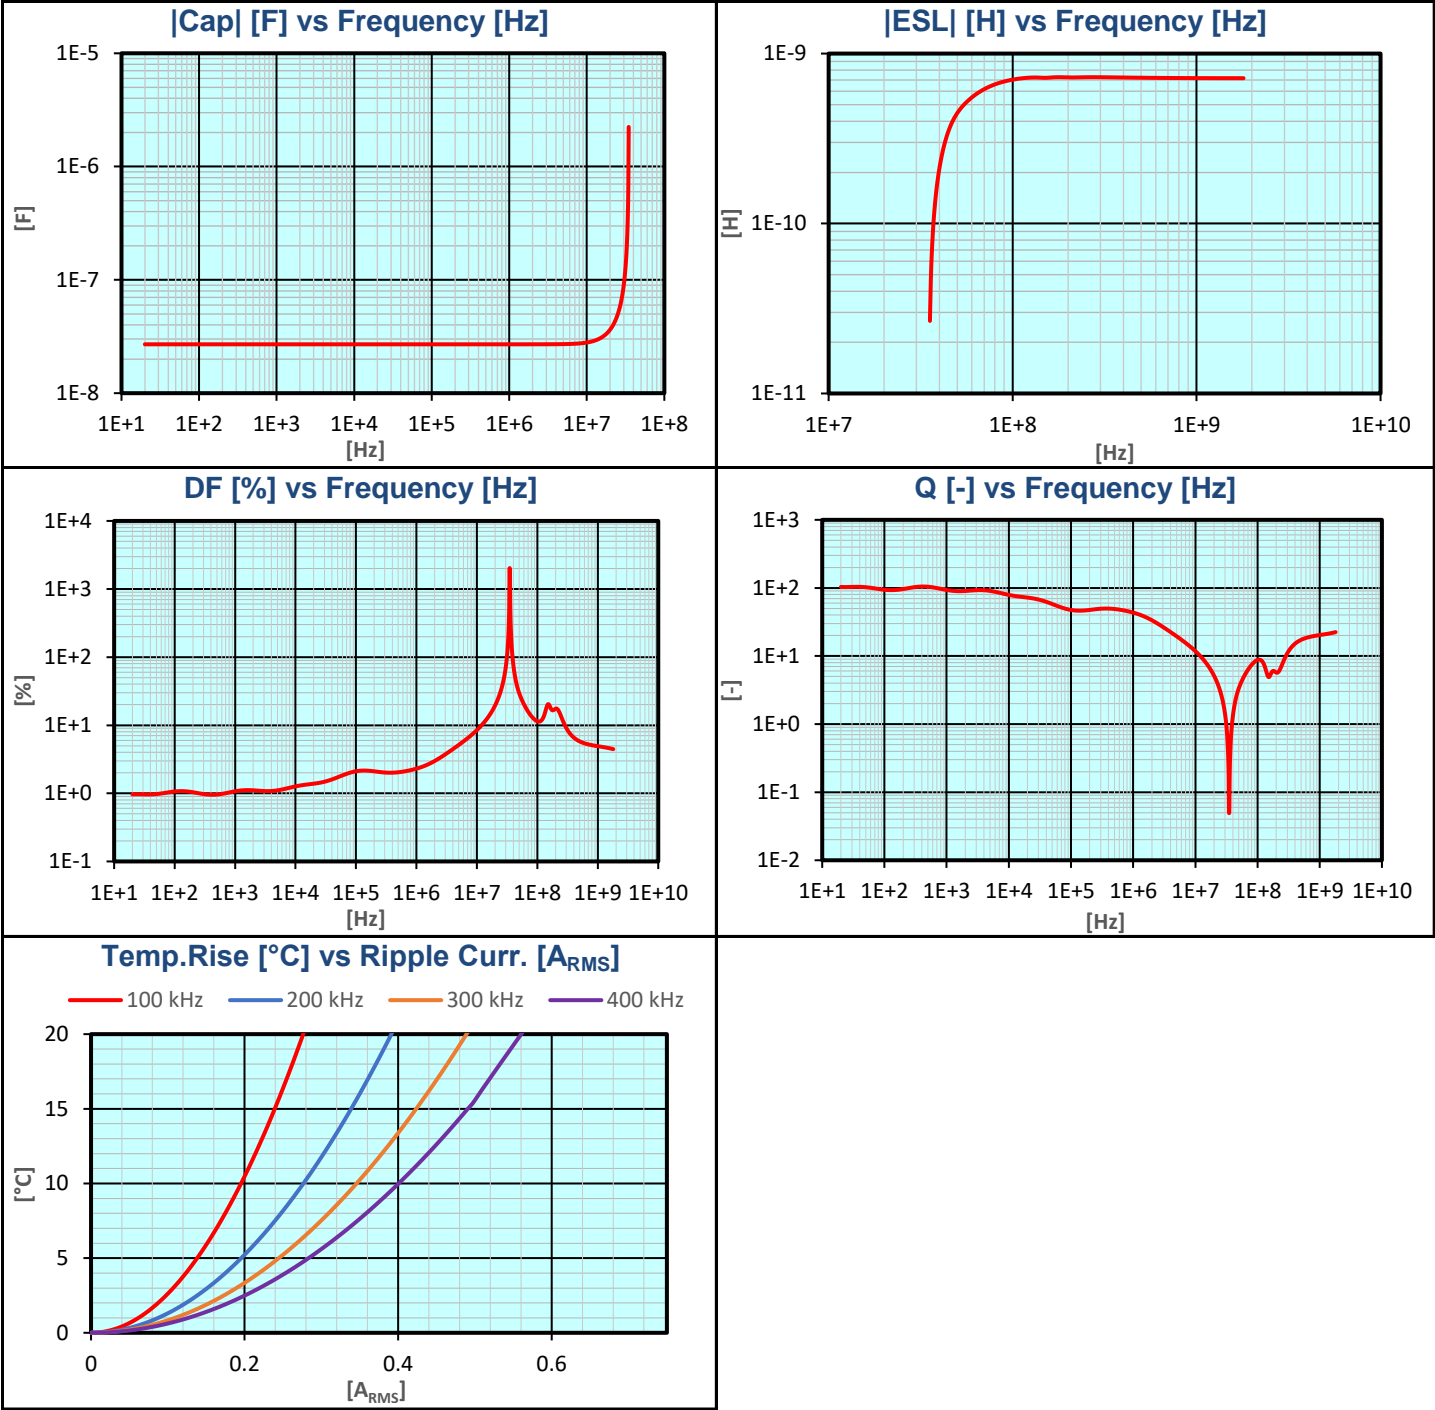 |Cap| [F] vs Frequency [Hz]
1E-5
1E-6
1E-7
1E-8
[F]
1E+1 1E+2 1E+3 1E+4 1E+5 1E+6 1E+7 1E+8
[Hz]
|ESL| [H] vs Frequency [Hz]
1E-9
1E-10
1E-11
[H]
1E+7 1E+8 1E+9 1E+10
[Hz]
DF [%] vs Frequency [Hz]
1E+4
1E+3
1E+2
1E+1
1E+0
1E-1
[%]
1E+1 1E+2 1E+3 1E+4 1E+5 1E+6 1E+7 1E+8 1E+9 1E+10
[Hz]
Q [-] vs Frequency [Hz]
1E+3
1E+2
1E+1
1E+0
1E-1
1E-2
[-]
1E+1 1E+2 1E+3 1E+4 1E+5 1E+6 1E+7 1E+8 1E+9 1E+10
[Hz]
Temp.Rise [°C] vs Ripple Curr. [ARMS]
100 kHz 200 kHz 300 kHz 400 kHz
20
15
10
5
0
[°C]
0 0.2 0.4 0.6
[ARMS]